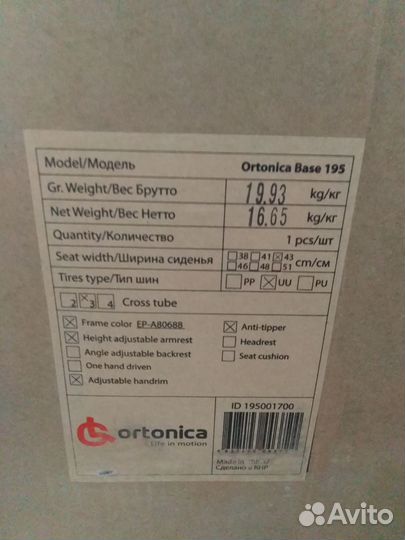 Model/Модель Ortonica Base 195
Gr. Weight/Вес Брутто 19.93 kg/кг
Net Weight/Вес Нетто 16.65 kg/кг
Quantity/Количество 1 pcs/шт
Seat width/Ширина сиденья 38 41 43 46 48 51 cm/см
Tires type/Тип шин PP UU PU
2 3 4 Cross tube
Frame color EP-A80688
Height adjustable armrest
Angle adjustable backrest
One hand driven
Adjustable handrim
Anti-tipper
Headrest
Seat cushion
ortonica
Life in motion
ID 195001700
Made in
Сделано в КНР
Avito